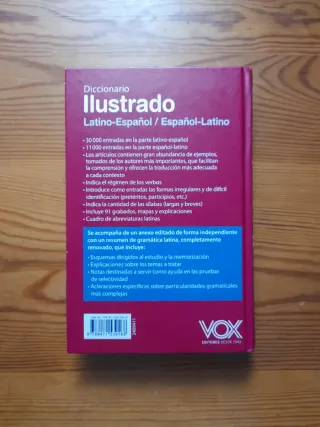 Diccionario
Ilustrado
Latino-Español / Español-Latino
• 30 000 entradas en la parte latino-español
• 11 000 entradas en la parte español-latino
• Los artículos contienen gran abundancia de ejemplos,
tomados de los autores más importantes, que facilitan
la comprensión y ofrecen la traducción más adecuada
a cada contexto
• Indica el régimen de los verbos
• Introduce como entradas las formas irregulares y de difícil
identificación (pretéritos, participios, etc.)
• Indica la cantidad de las sílabas (largas y breves)
• Incluye 91 grabados, mapas y explicaciones
• Cuadro de abreviaturas latinas
Se acompaña de un anexo editado de forma independiente
con un resumen de gramática latina, completamente
renovado, que incluye:
• Esquemas dirigidos al estudio y la memorización
• Explicaciones sobre los temas a tratar
• Notas destinadas a servir como ayuda en las pruebas
de selectividad
• Aclaraciones específicas sobre particularidades gramaticales
más complejas
VOX
EDITORES DESDE